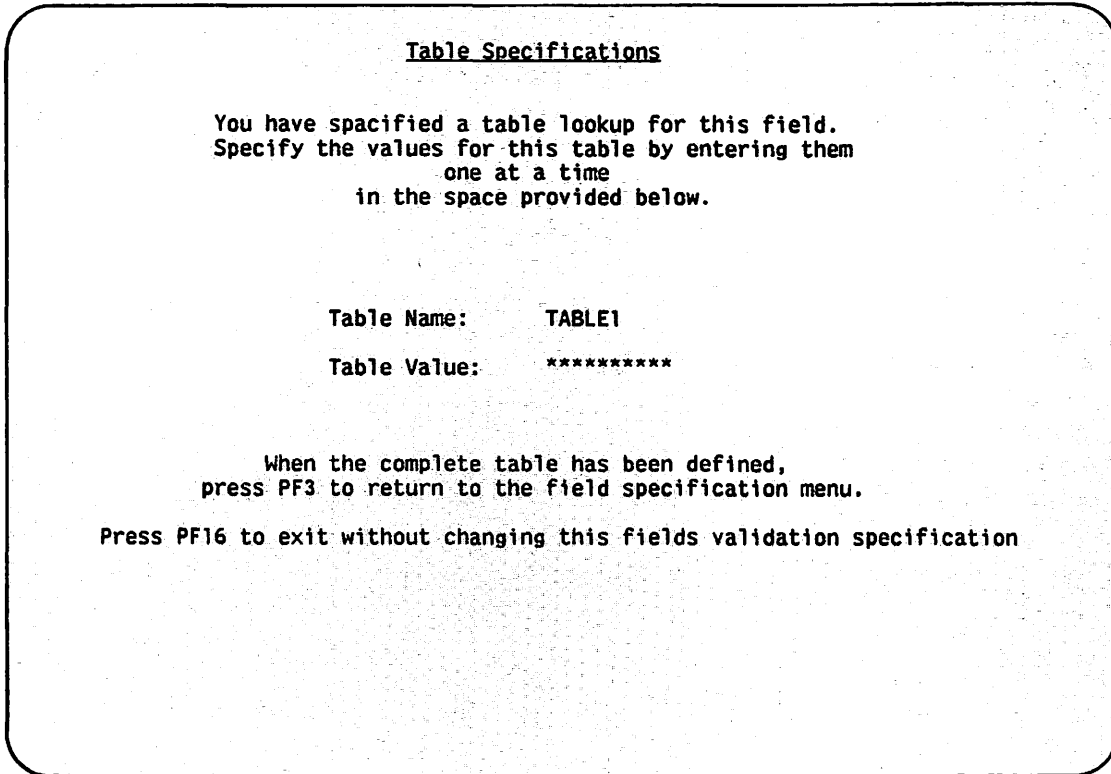 Table Specifications
You have spacified a table lookup for this field.
Specify the values for this table by entering them
one at a time
in the space provided below.
Table Name: TABLE1
Table Value: **********
When the complete table has been defined,
press PF3 to return to the field specification menu.
Press PF16 to exit without changing this fields validation specification